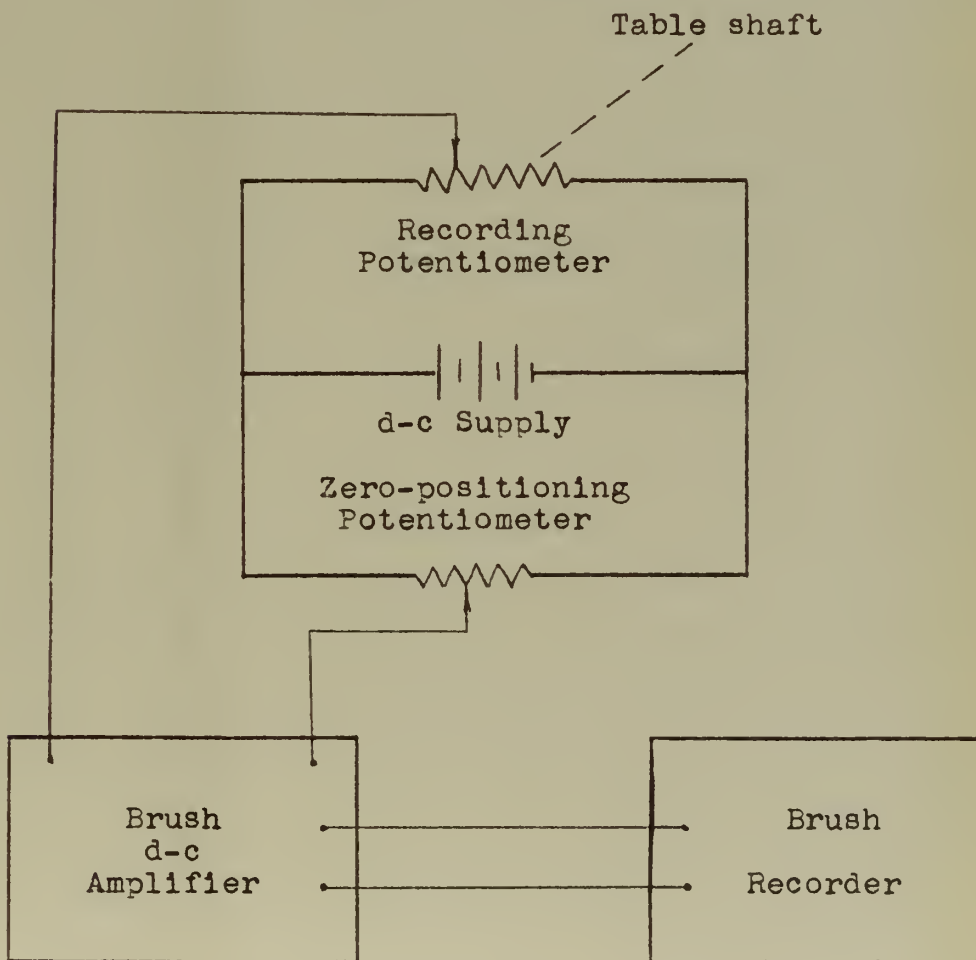 Table shaft
Recording
Potentiometer
d-c Supply
Zero-positioning
Potentiometer
Brush
d-c
Amplifier
Brush
Recorder